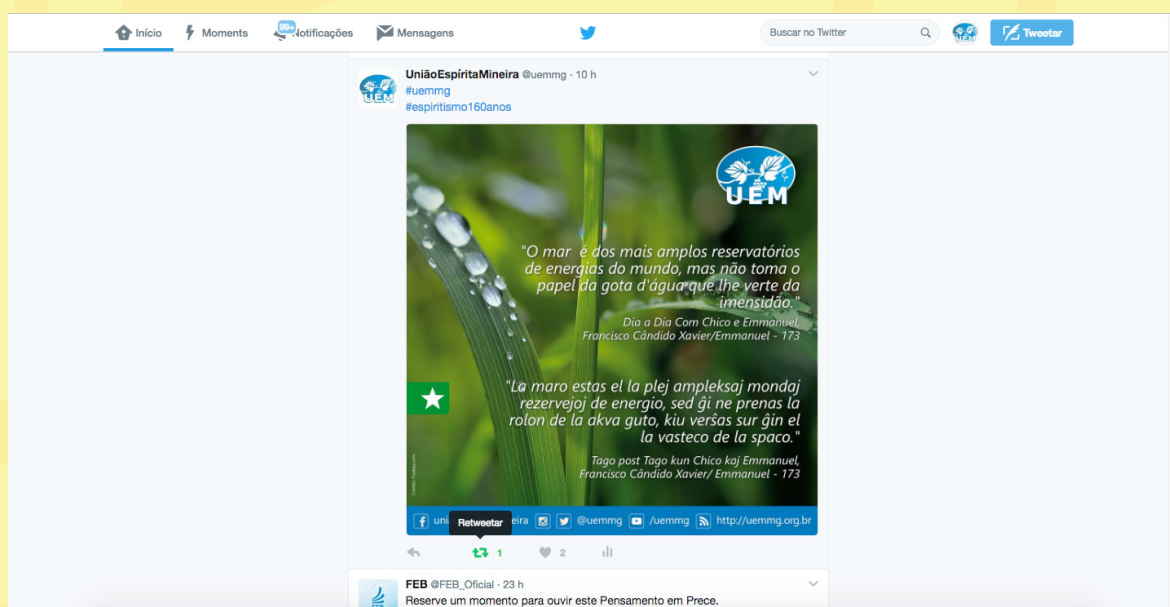 Início Moments 99+ Notificações Mensagens Buscar no Twitter Tweetar
UniãoEspíritaMineira @uemmg · 10 h
#uemmg
#espiritismo160anos
UEM
"O mar é dos mais amplos reservatórios
de energias do mundo, mas não toma o
papel da gota d'água que lhe verte da
imensidão."
Dia a Dia Com Chico e Emmanuel,
Francisco Cândido Xavier/Emmanuel - 173
"La maro estas el la plej ampleksaj mondaj
rezervejoj de energio, sed ĝi ne prenas la
rolon de la akva guto, kiu verŝas sur ĝin el
la vasteco de la spaco."
Tago post Tago kun Chico kaj Emmanuel,
Francisco Cândido Xavier/ Emmanuel - 173
uni eira @uemmg /uemmg http://uemmg.org.br
Retweetar
1 2
FEB @FEB_Oficial · 23 h
Reserve um momento para ouvir este Pensamento em Prece.